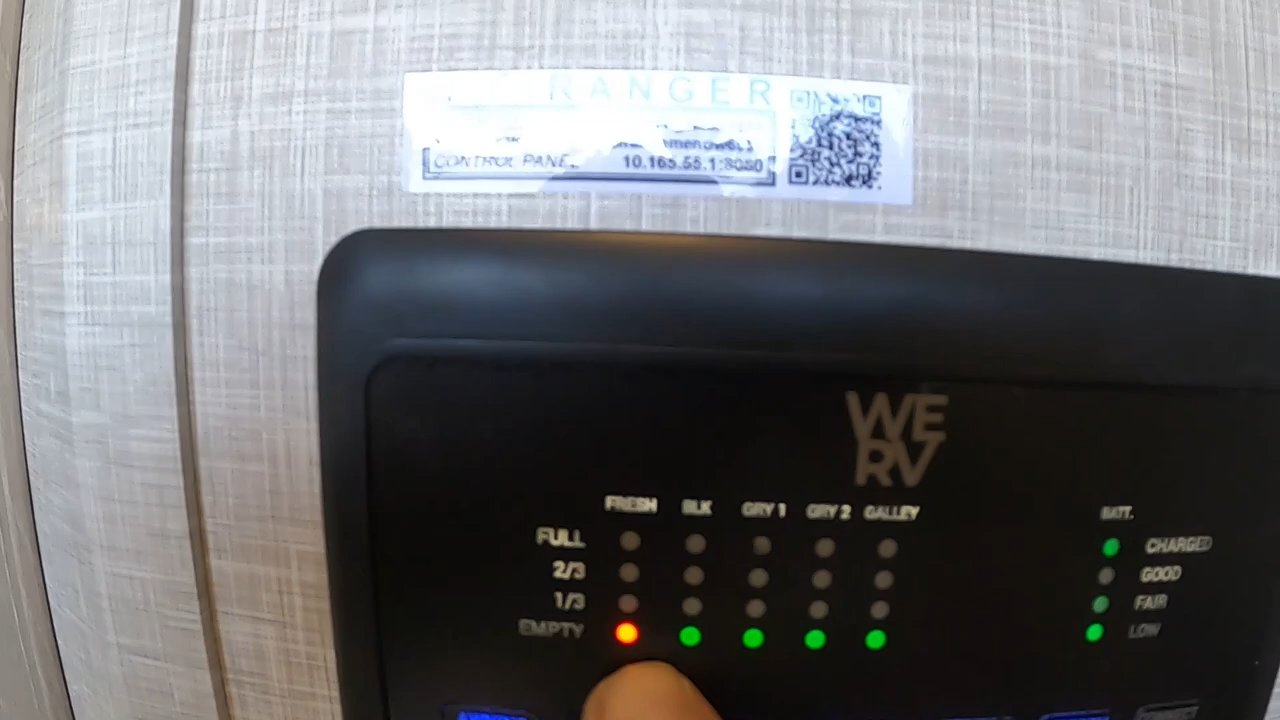 RANGER
CONTROL PANEL 10.165.55.1:8080
WE
RV
FRESH BLK GRY 1 GRY 2 GALLEY BATT.
FULL CHARGED
2/3 GOOD
1/3 FAIR
EMPTY LOW